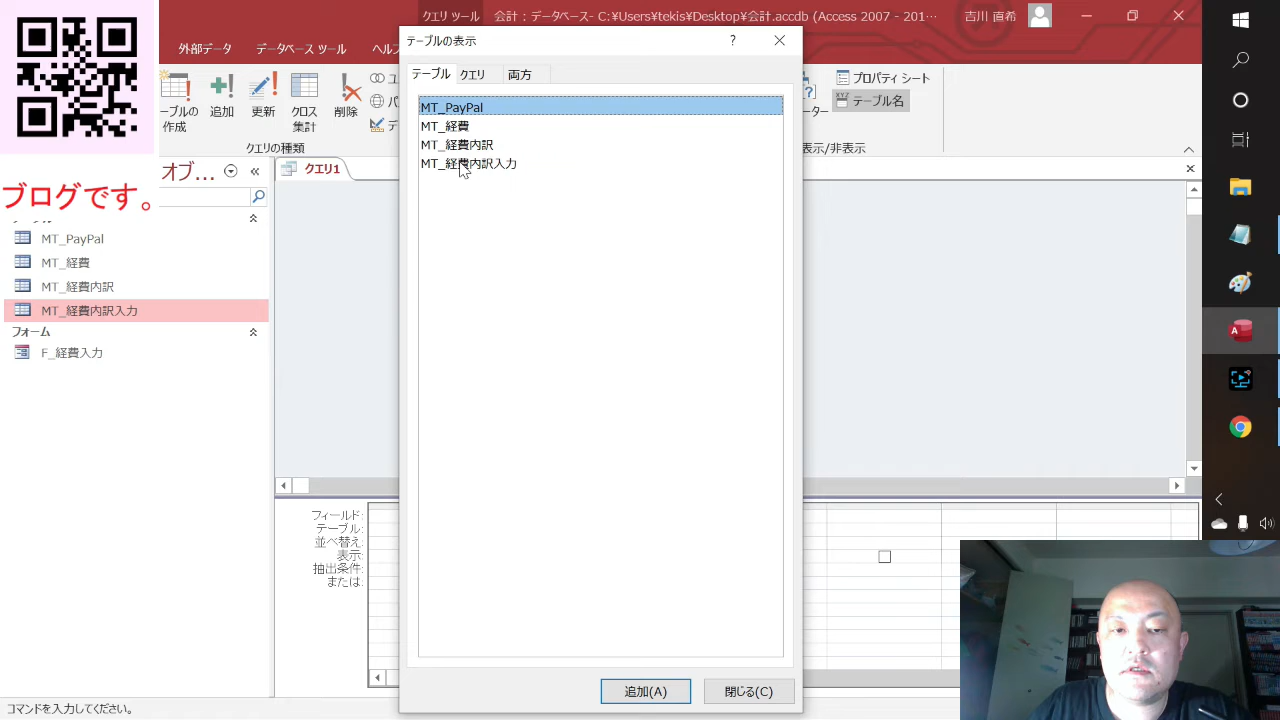 クエリ ツール
会計 : データベース- C:¥Users¥tekis¥Desktop¥会計.accdb (Access 2007 - 201…
吉川 直希
外部データ
データベース ツール
ヘル
テーブルの表示
?
テーブル
クエリ
両方
ーブルの
作成
追加
更新
クロス
集計
削除
クエリの種類
ーター
プロパティ シート
テーブル名
表示/非表示
オブ…
クエリ1
ブログです。
MT_PayPal
MT_経費
MT_経費内訳
MT_経費内訳入力
フォーム
F_経費入力
MT_PayPal
MT_経費
MT_経費内訳
MT_経費内訳入力
フィールド:
テーブル:
並べ替え:
表示:
抽出条件:
または:
追加(A)
閉じる(C)
コマンドを入力してください。